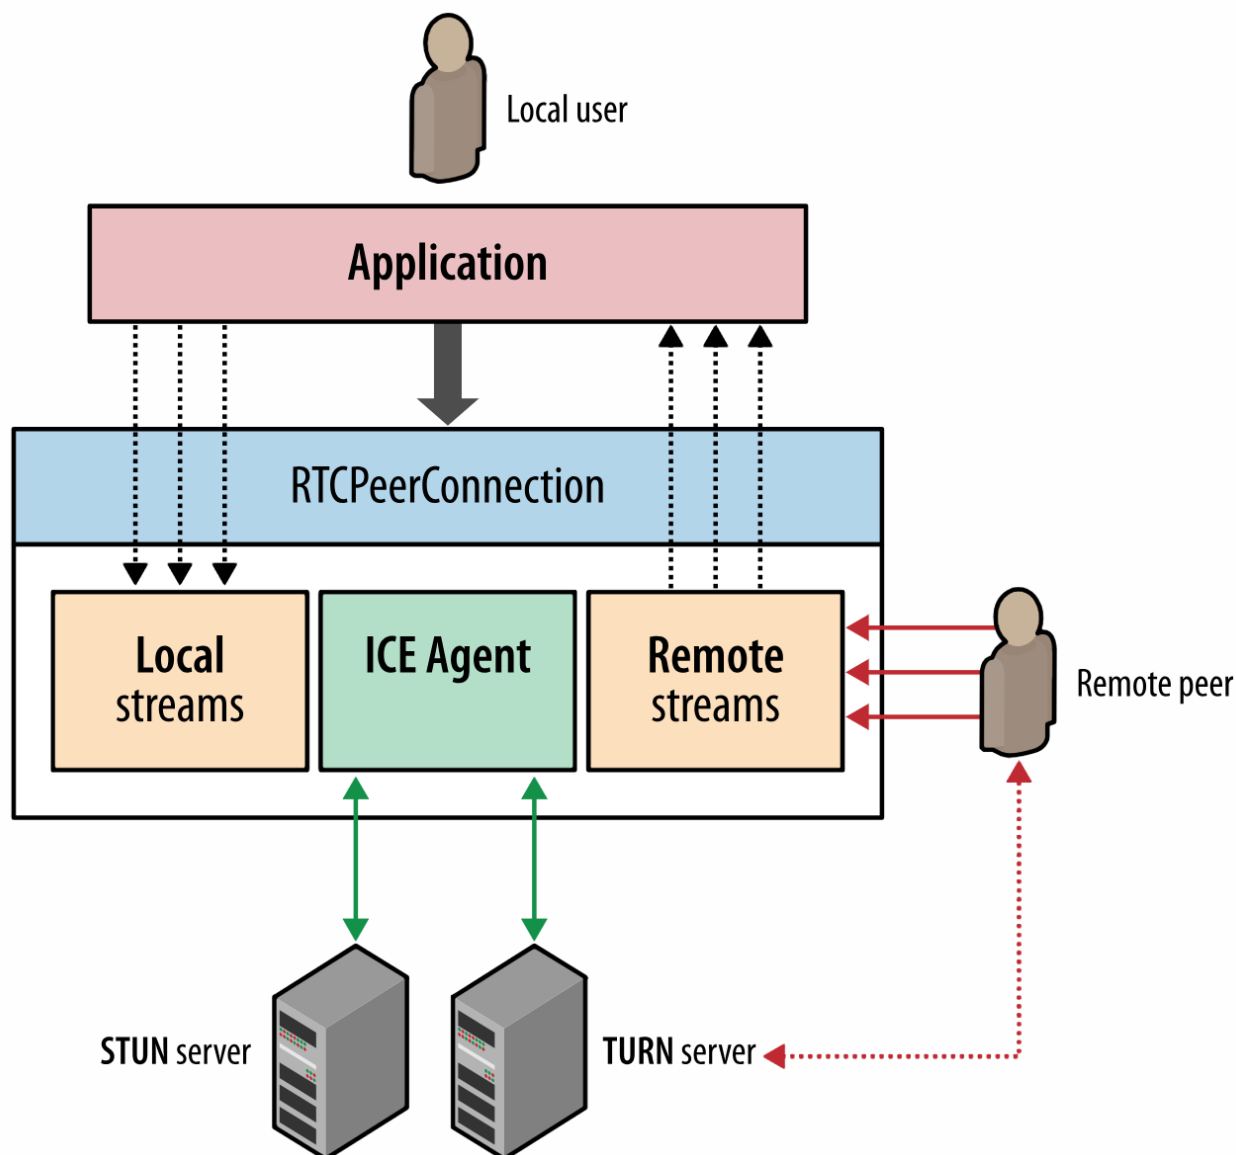 Local user
Application
RTCPeerConnection
Local
streams
ICE Agent
Remote
streams
Remote peer
STUN server
TURN server